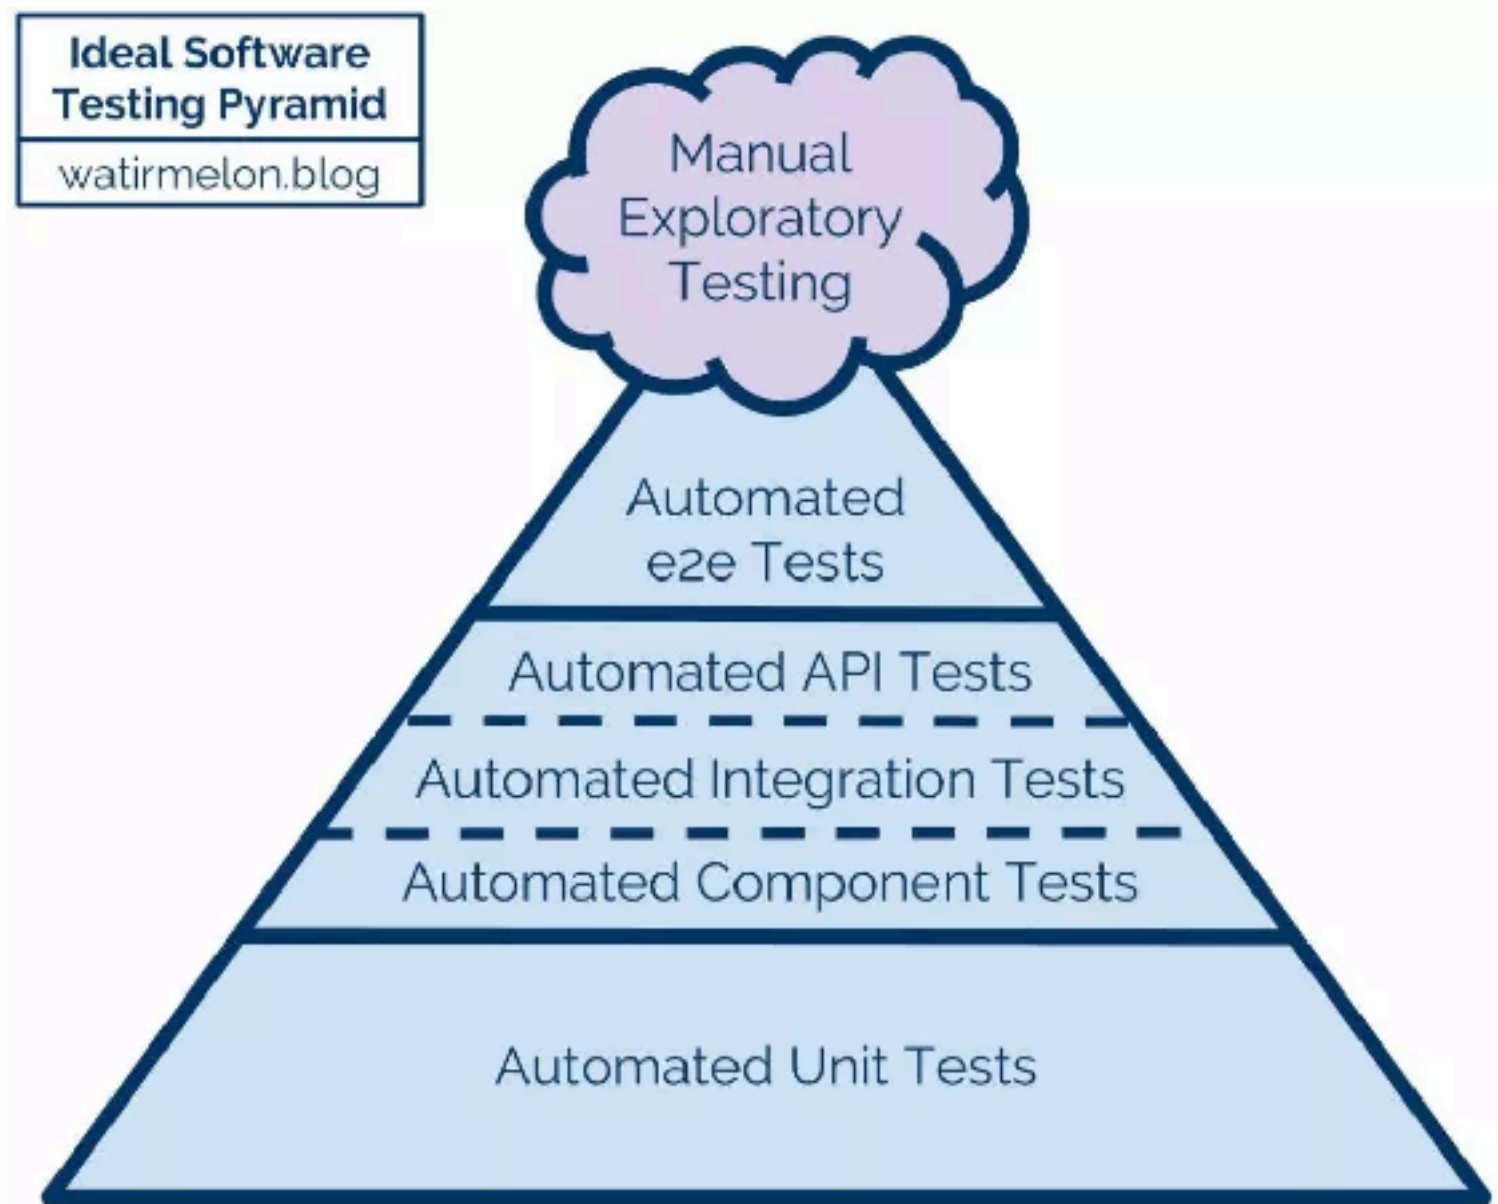 Ideal Software
Testing Pyramid
watirmelon.blog
Manual
Exploratory
Testing
Automated
e2e Tests
Automated API Tests
Automated Integration Tests
Automated Component Tests
Automated Unit Tests